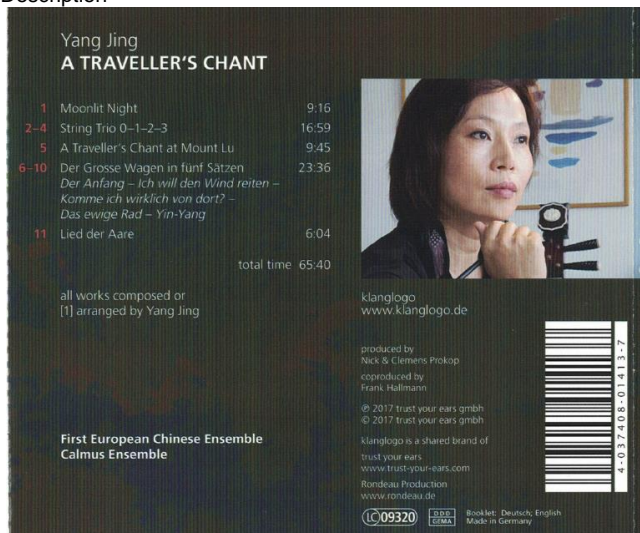 Description
Yang Jing
A TRAVELLER'S CHANT
1 Moonlit Night 9:16
2–4 String Trio 0–1–2–3 16:59
5 A Traveller's Chant at Mount Lu 9:45
6–10 Der Grosse Wagen in fünf Sätzen 23:36
Der Anfang – Ich will den Wind reiten –
Komme ich wirklich von dort? –
Das ewige Rad – Yin-Yang
11 Lied der Aare 6:04
total time 65:40
all works composed or
[1] arranged by Yang Jing
First European Chinese Ensemble
Calmus Ensemble
klanglogo
www.klanglogo.de
produced by
Nick & Clemens Prokop
coproduced by
Frank Hallmann
℗ 2017 trust your ears gmbh
© 2017 trust your ears gmbh
klanglogo is a shared brand of
trust your ears
www.trust-your-ears.com
Rondeau Production
www.rondeau.de
LC 09320
DDD
GEMA
Booklet: Deutsch; English
Made in Germany
4-037408-01413-7